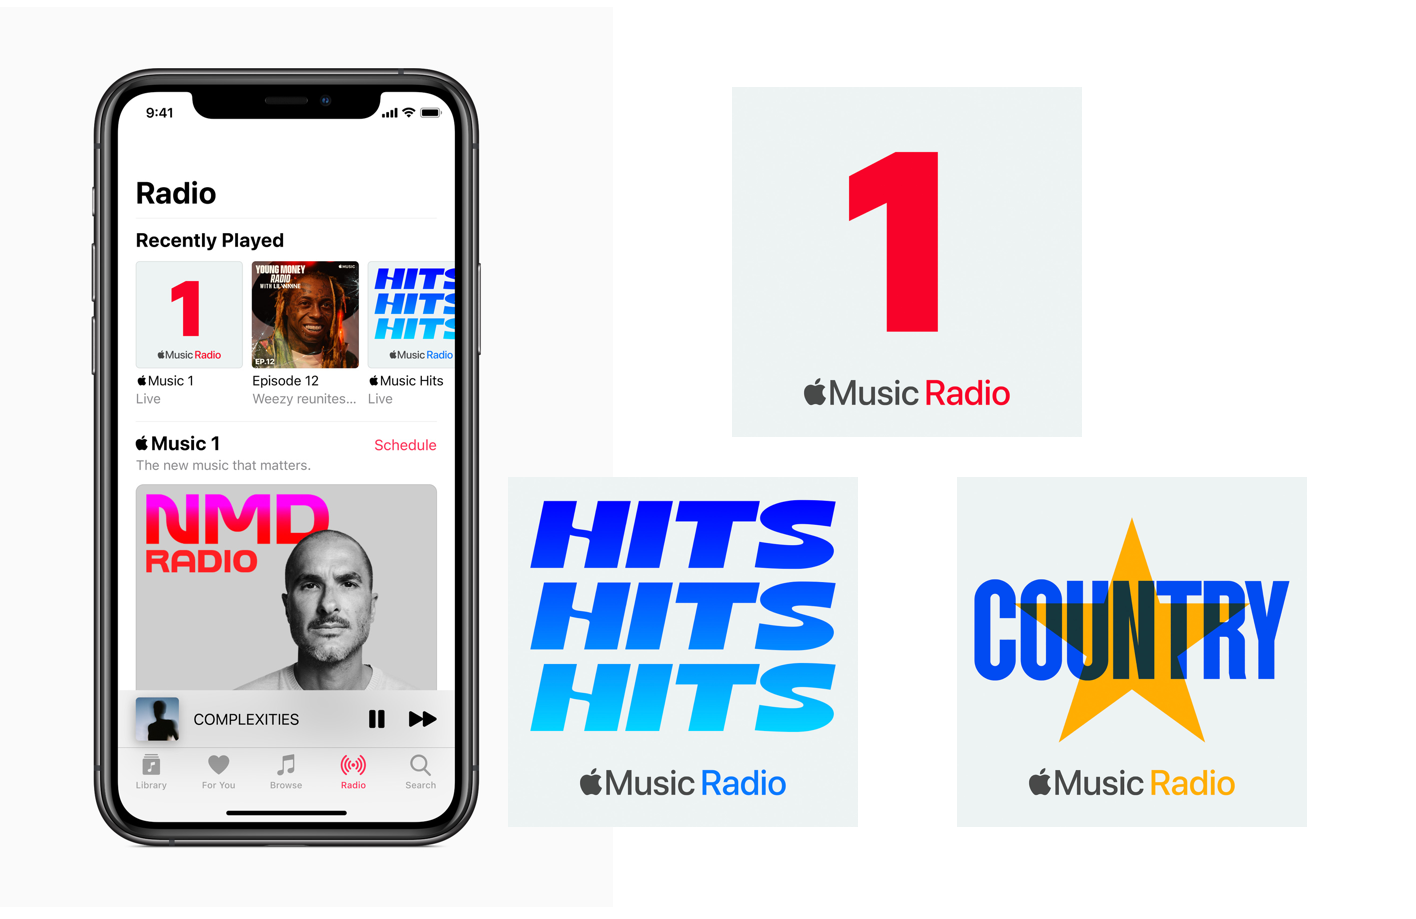 9:41
Radio
Recently Played
1
Music Radio
YOUNG MONEY
RADIO
WITH LIL WAYNE
MUSIC
EP.12
HITS
HITS
HITS
Music Radio
Music 1
Live
Episode 12
Weezy reunites...
Music Hits
Live
Music 1
Schedule
The new music that matters.
NMD
RADIO
COMPLEXITIES
Library
For You
Browse
Radio
Search
1
Music Radio
HITS
HITS
HITS
Music Radio
COUNTRY
Music Radio